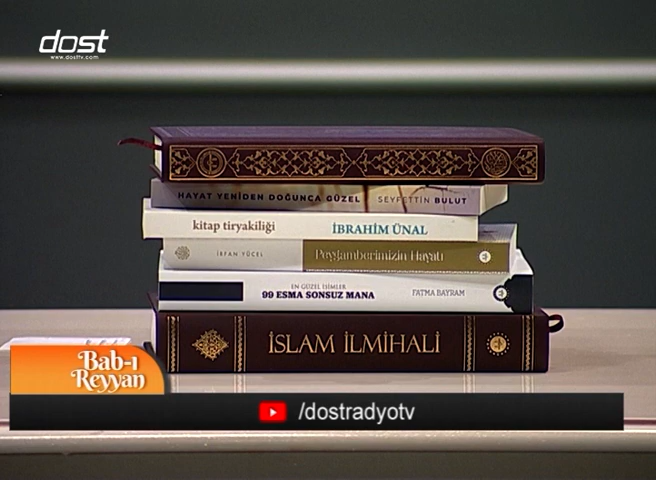 dost
www.dosttv.com
HAYAT YENİDEN DOĞUNCA GÜZEL SEYFETTİN BULUT
kitap tiryakiliği İBRAHİM ÜNAL
İRFAN YÜCEL Peygamberimizin Hayatı
EN GÜZEL İSİMLER
99 ESMA SONSUZ MANA FATMA BAYRAM
İSLAM İLMİHALİ
Bab-ı
Reyyan
/dostradyotv